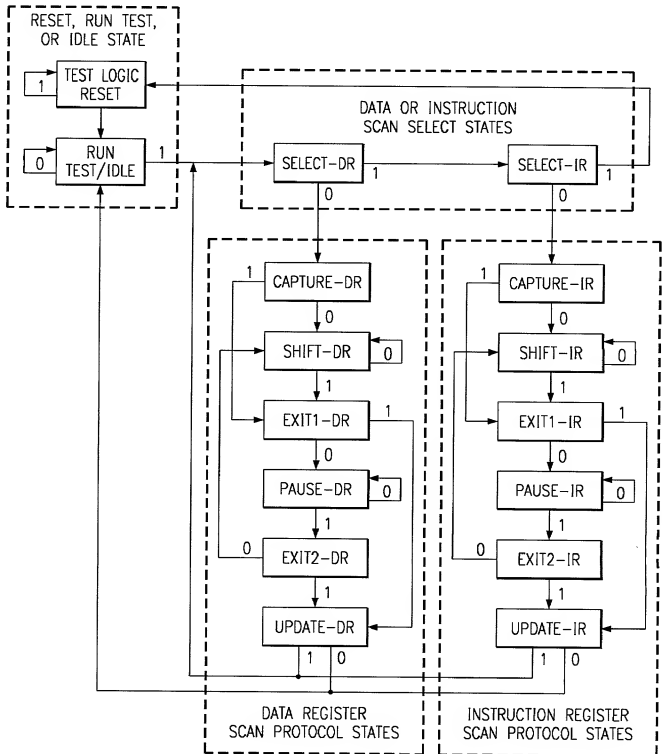 RESET, RUN TEST,
OR IDLE STATE
1
TEST LOGIC
RESET
0
RUN
TEST/IDLE
1
DATA OR INSTRUCTION
SCAN SELECT STATES
SELECT-DR
1
SELECT-IR
1
0
0
1
CAPTURE-DR
0
SHIFT-DR
0
1
EXIT1-DR
1
0
PAUSE-DR
0
1
0
EXIT2-DR
1
UPDATE-DR
1
0
DATA REGISTER
SCAN PROTOCOL STATES
1
CAPTURE-IR
0
SHIFT-IR
0
1
EXIT1-IR
1
0
PAUSE-IR
0
1
0
EXIT2-IR
1
UPDATE-IR
1
0
INSTRUCTION REGISTER
SCAN PROTOCOL STATES